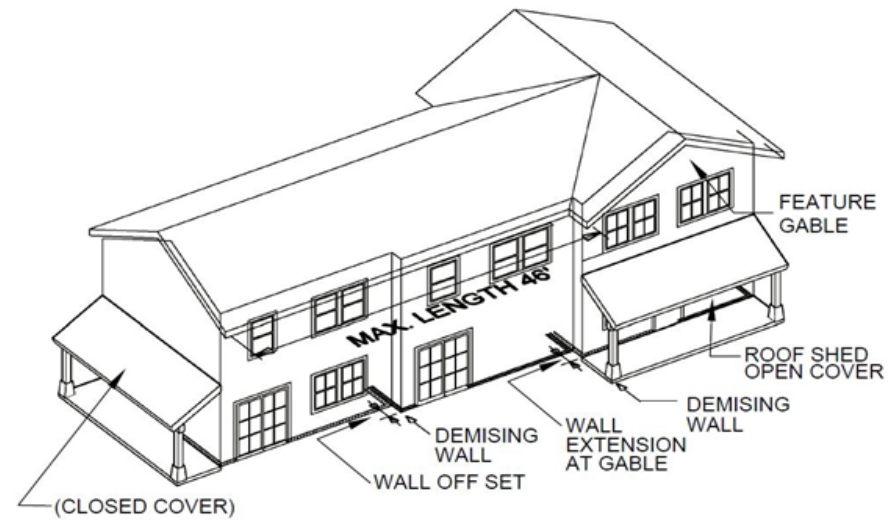 FEATURE
GABLE
MAX. LENGTH 46'
ROOF SHED
OPEN COVER
DEMISING
WALL
WALL
EXTENSION
AT GABLE
DEMISING
WALL
WALL OFF SET
(CLOSED COVER)